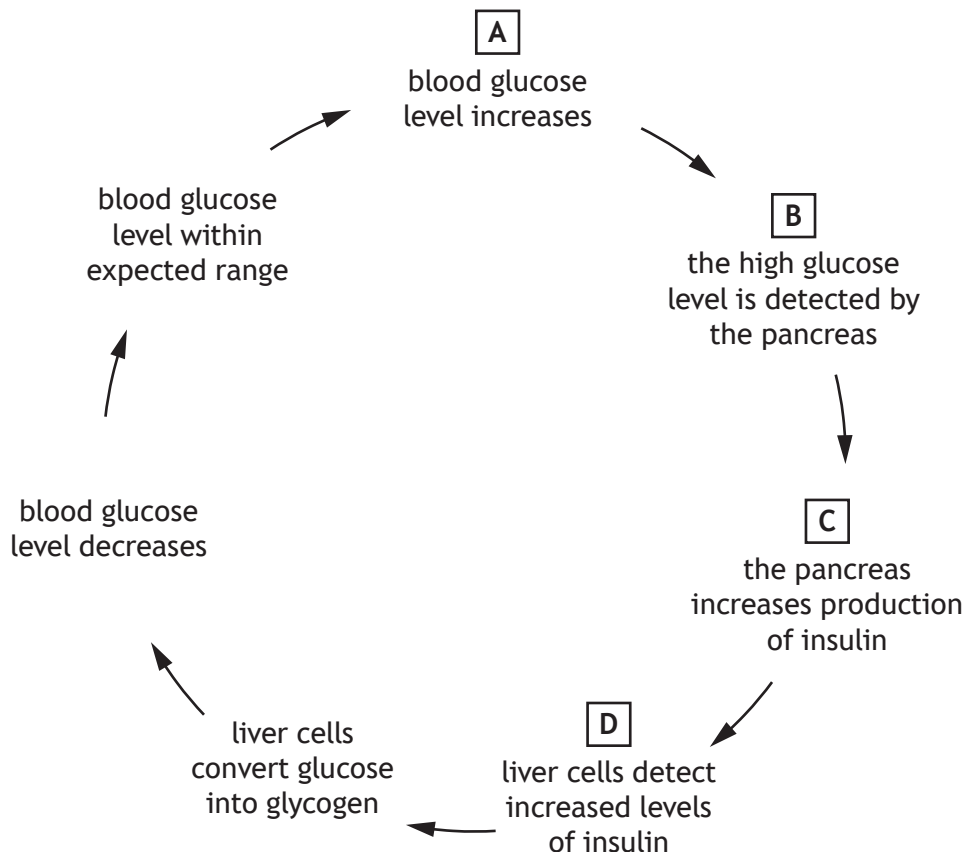 A
blood glucose
level increases
B
the high glucose
level is detected by
the pancreas
C
the pancreas
increases production
of insulin
D
liver cells detect
increased levels
of insulin
liver cells
convert glucose
into glycogen
blood glucose
level decreases
blood glucose
level within
expected range